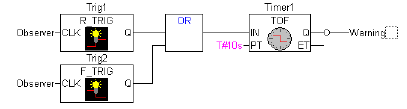 Trig1
R_TRIG
Observer CLK Q
OR
Timer1
TOF
IN Q Warning
T#10s PT ET
Trig2
F_TRIG
Observer CLK Q